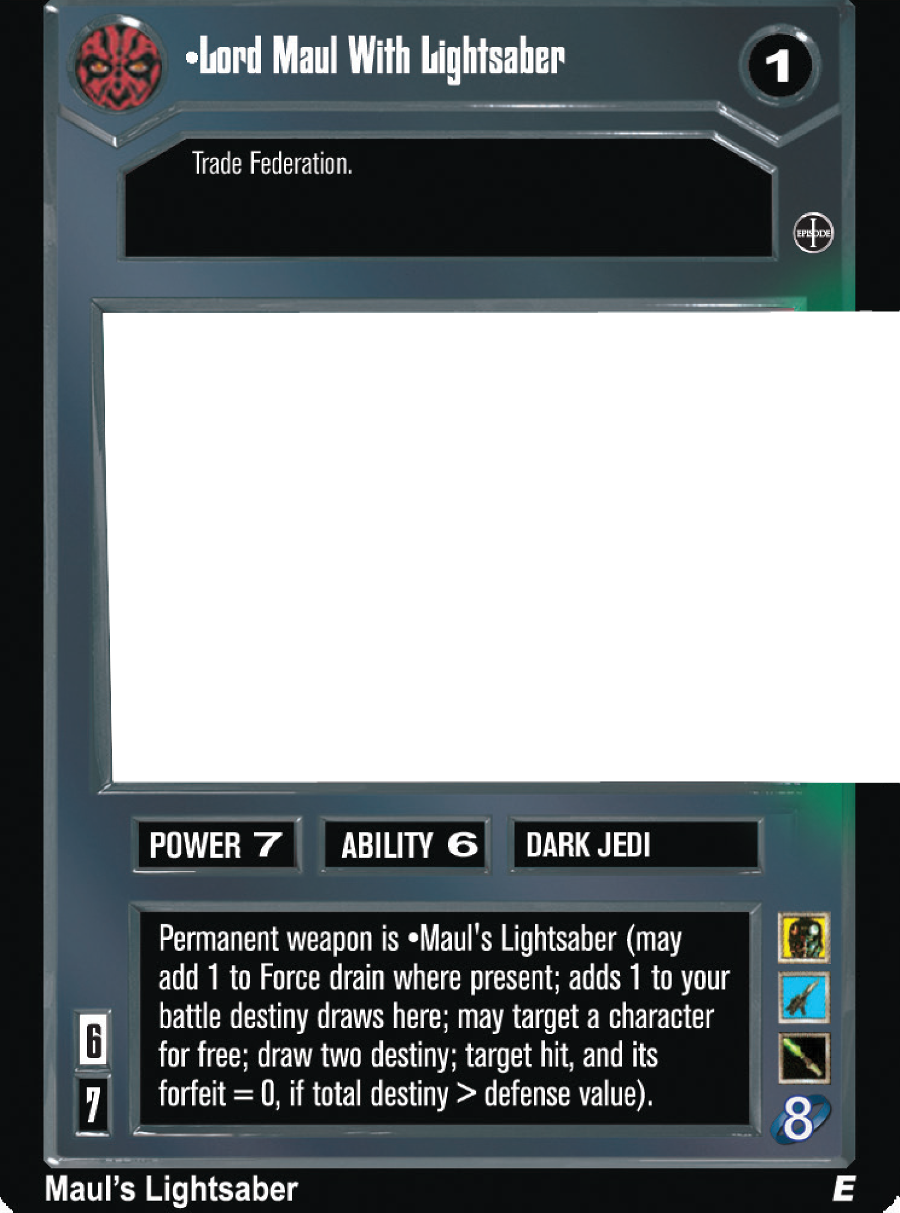 •Lord Maul With Lightsaber
1
Trade Federation.
EPISODE I
POWER 7
ABILITY 6
DARK JEDI
Permanent weapon is •Maul's Lightsaber (may
add 1 to Force drain where present; adds 1 to your
battle destiny draws here; may target a character
for free; draw two destiny; target hit, and its
forfeit = 0, if total destiny > defense value).
6
7
8
Maul's Lightsaber
E